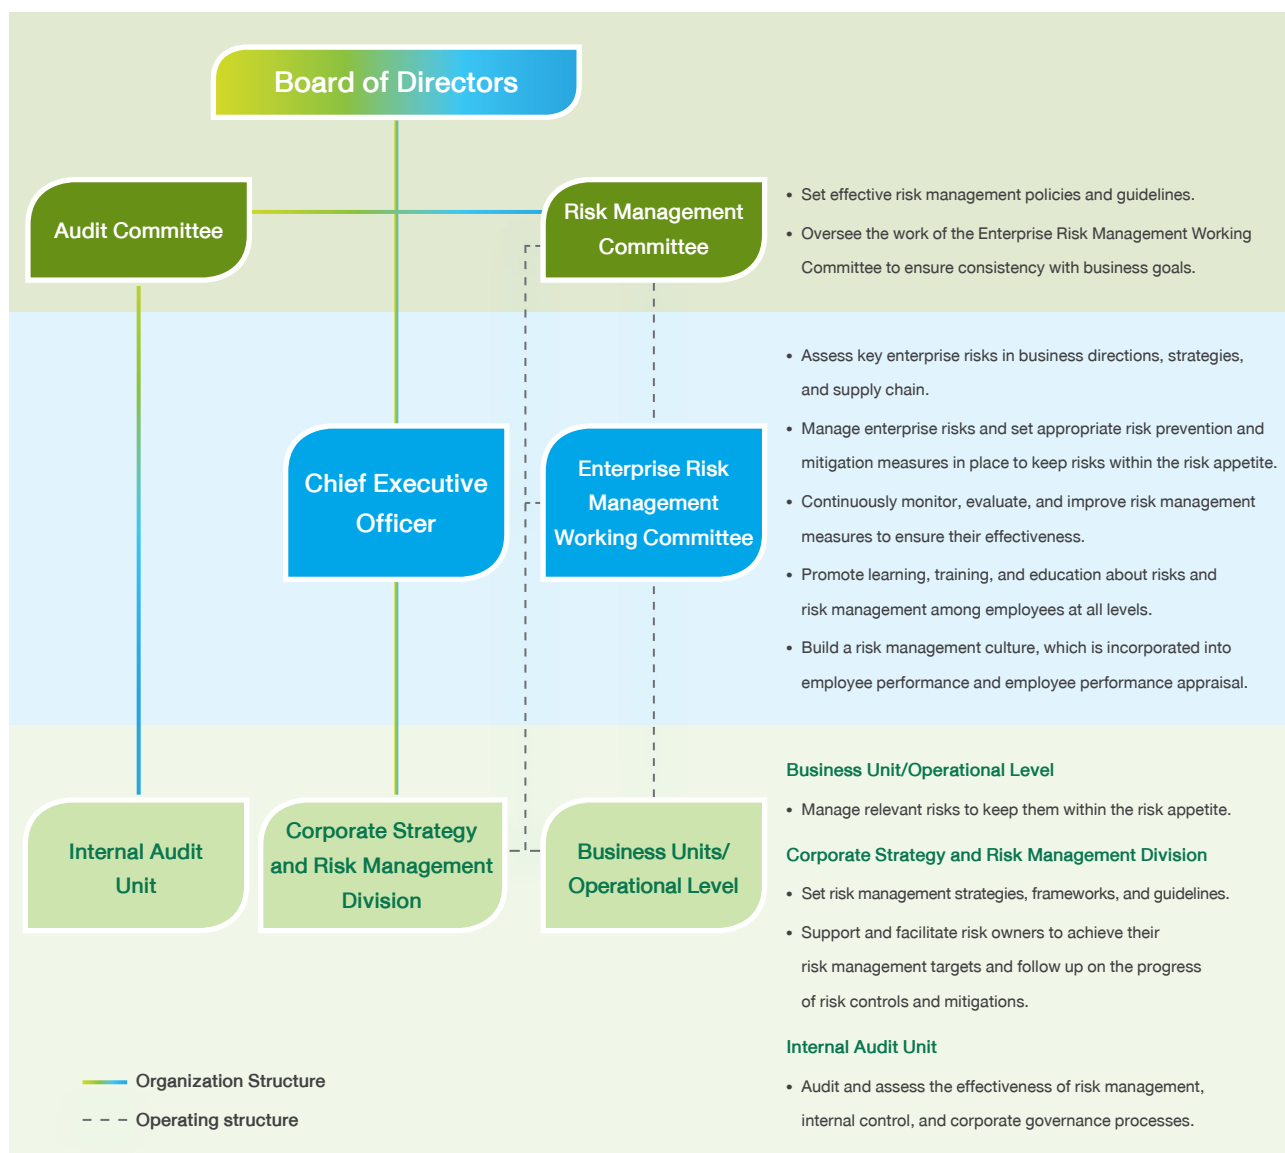 Board of Directors
Audit Committee
Risk Management
Committee
• Set effective risk management policies and guidelines.
• Oversee the work of the Enterprise Risk Management Working
Committee to ensure consistency with business goals.
Chief Executive
Officer
Enterprise Risk
Management
Working Committee
• Assess key enterprise risks in business directions, strategies,
and supply chain.
• Manage enterprise risks and set appropriate risk prevention and
mitigation measures in place to keep risks within the risk appetite.
• Continuously monitor, evaluate, and improve risk management
measures to ensure their effectiveness.
• Promote learning, training, and education about risks and
risk management among employees at all levels.
• Build a risk management culture, which is incorporated into
employee performance and employee performance appraisal.
Internal Audit
Unit
Corporate Strategy
and Risk Management
Division
Business Units/
Operational Level
Business Unit/Operational Level
• Manage relevant risks to keep them within the risk appetite.
Corporate Strategy and Risk Management Division
• Set risk management strategies, frameworks, and guidelines.
• Support and facilitate risk owners to achieve their
risk management targets and follow up on the progress
of risk controls and mitigations.
Internal Audit Unit
• Audit and assess the effectiveness of risk management,
internal control, and corporate governance processes.
Organization Structure
Operating structure